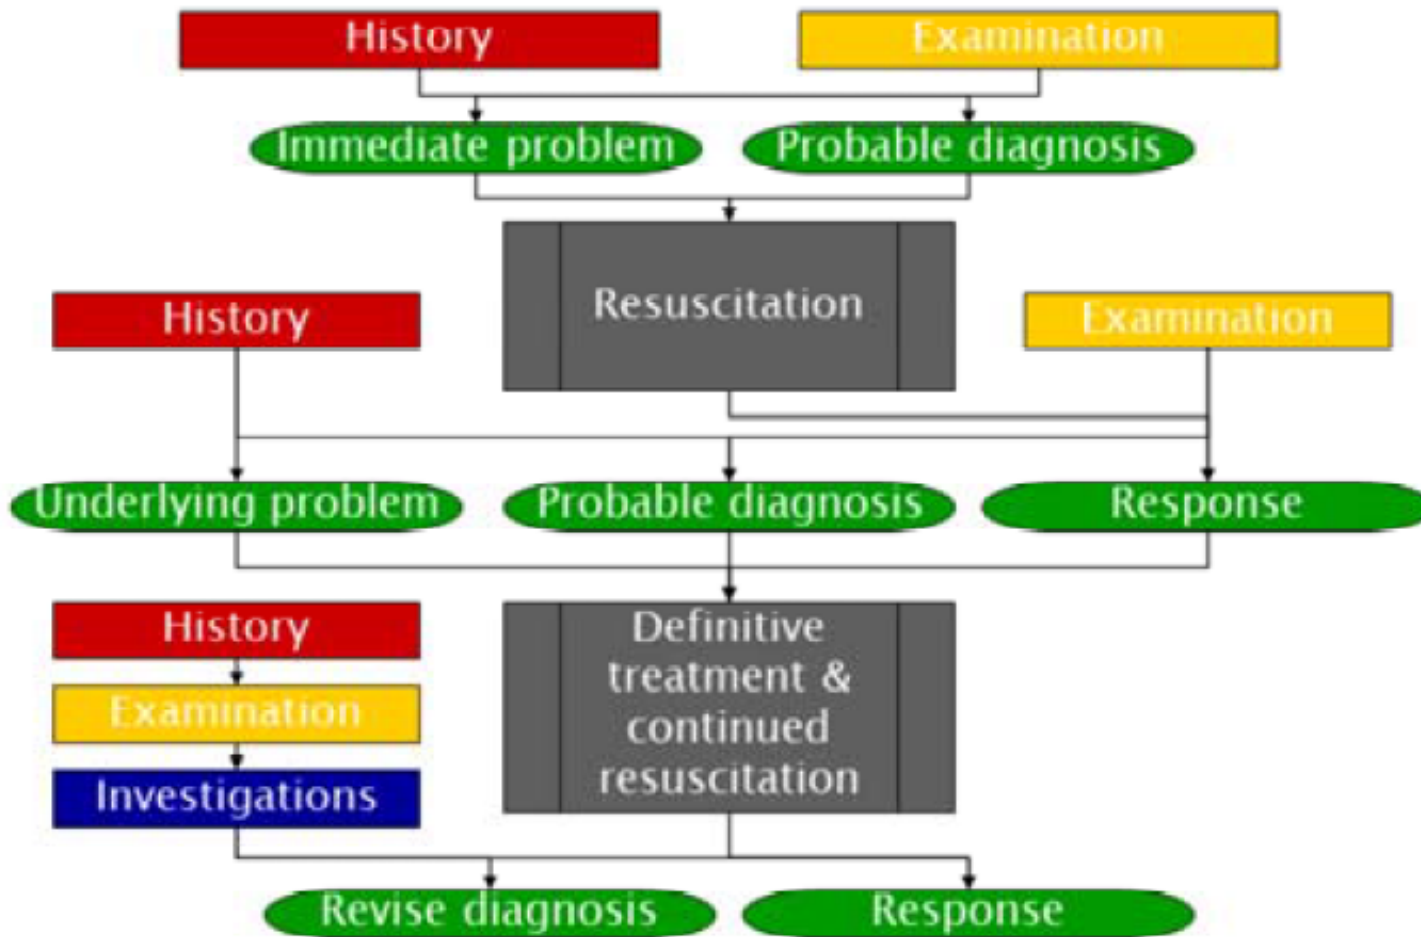 History
Examination
Immediate problem
Probable diagnosis
Resuscitation
History
Examination
Underlying problem
Probable diagnosis
Response
History
Examination
Investigations
Definitive
treatment &
continued
resuscitation
Revise diagnosis
Response